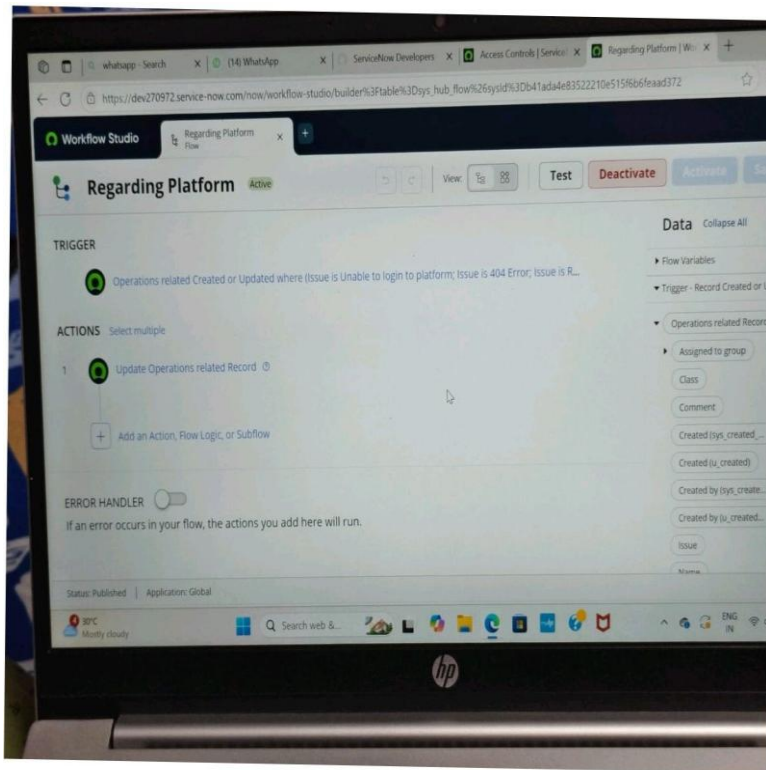 whatsapp - Search
(14) WhatsApp
ServiceNow Developers
Access Controls | Service
Regarding Platform | Wo
https://dev270972.service-now.com/now/workflow-studio/builder%3Ftable%3Dsys_hub_flow%26sysId%3Db41ada4e83522210e515f6b6feaad372
Workflow Studio
Regarding Platform
Flow
Regarding Platform
Active
View:
Test
Deactivate
Activate
Sa
TRIGGER
Operations related Created or Updated where (Issue is Unable to login to platform; Issue is 404 Error; Issue is R...
ACTIONS Select multiple
1 Update Operations related Record
Add an Action, Flow Logic, or Subflow
ERROR HANDLER
If an error occurs in your flow, the actions you add here will run.
Data Collapse All
Flow Variables
Trigger - Record Created or U
Operations related Record
Assigned to group
Class
Comment
Created (sys_created_...
Created (u_created)
Created by (sys_create...
Created by (u_created...
Issue
Name
Status: Published | Application: Global
30°C
Mostly cloudy
Search web &...
ENG
IN
hp